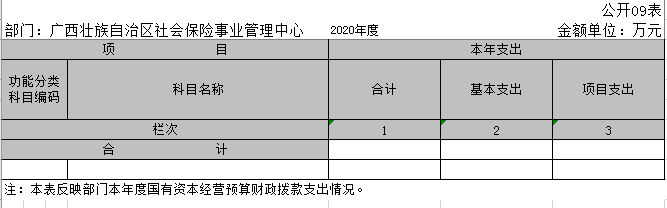 公开09表
部门：广西壮族自治区社会保险事业管理中心 2020年度 金额单位：万元
项 目 本年支出
功能分类科目编码 科目名称 合计 基本支出 项目支出
栏次 1 2 3
合 计
注：本表反映部门本年度国有资本经营预算财政拨款支出情况。